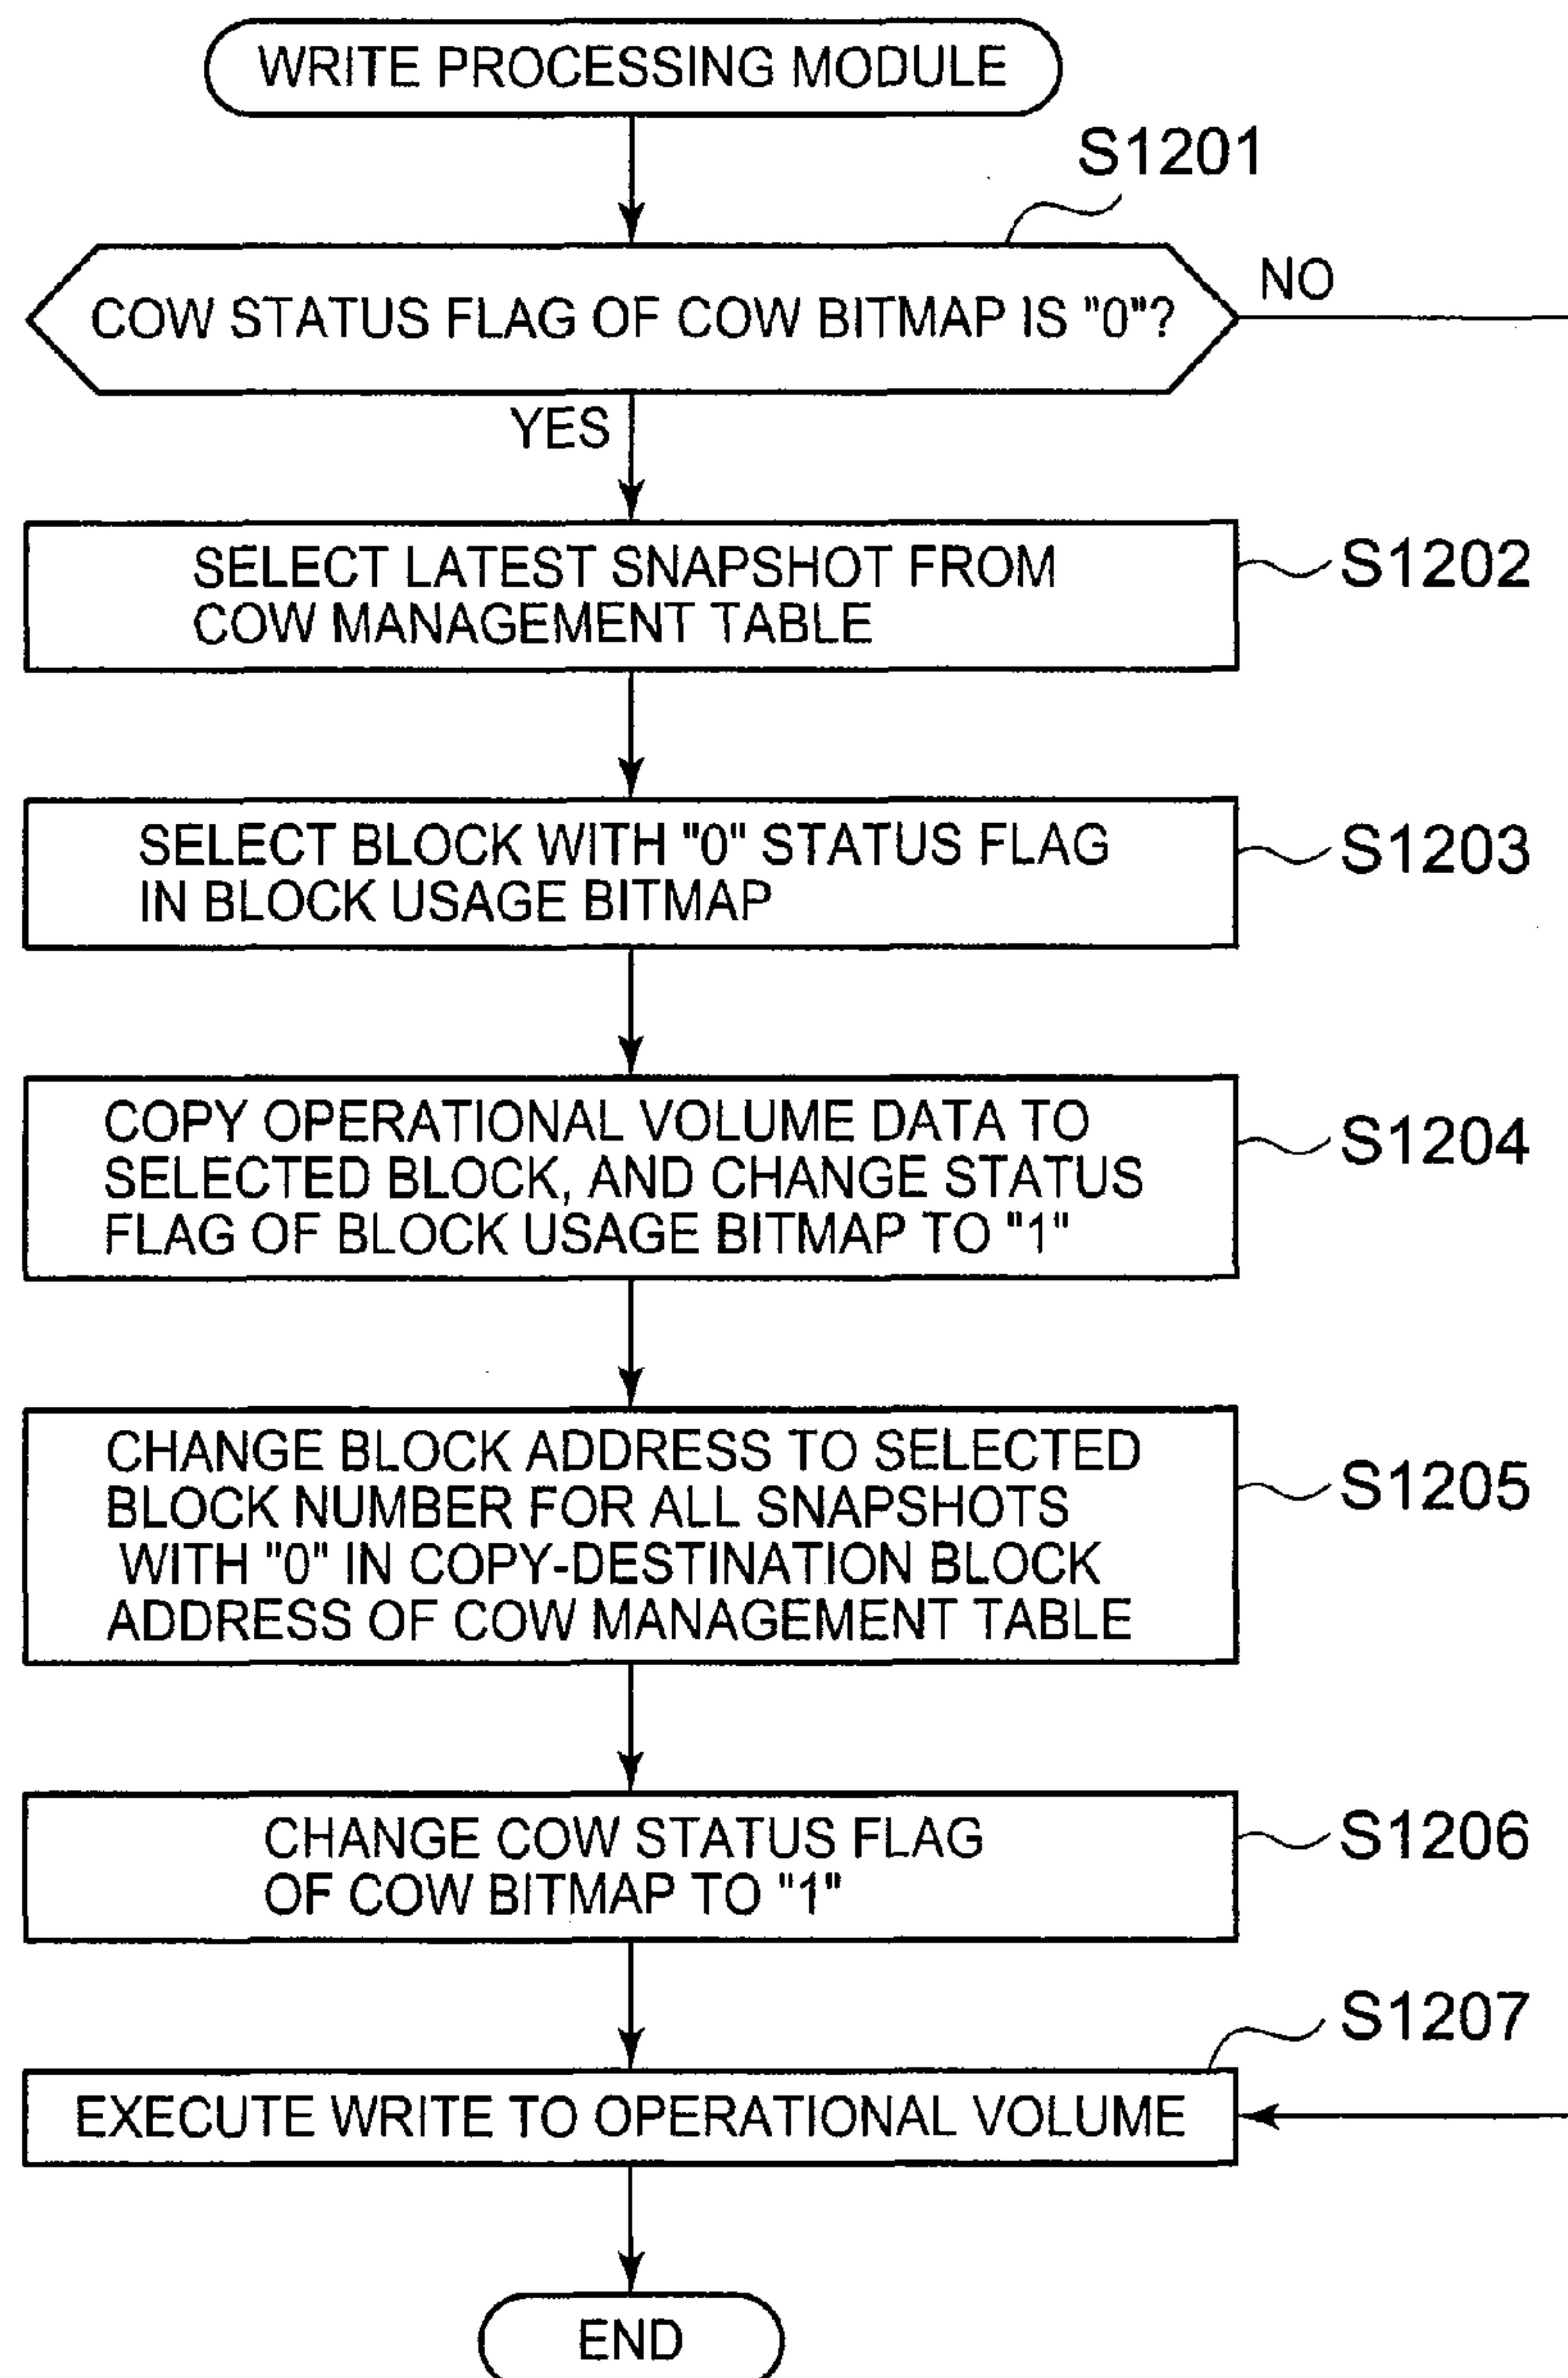 WRITE PROCESSING MODULE
S1201
COW STATUS FLAG OF COW BITMAP IS "0"?
NO
YES
SELECT LATEST SNAPSHOT FROM
COW MANAGEMENT TABLE
S1202
SELECT BLOCK WITH "0" STATUS FLAG
IN BLOCK USAGE BITMAP
S1203
COPY OPERATIONAL VOLUME DATA TO
SELECTED BLOCK, AND CHANGE STATUS
FLAG OF BLOCK USAGE BITMAP TO "1"
S1204
CHANGE BLOCK ADDRESS TO SELECTED
BLOCK NUMBER FOR ALL SNAPSHOTS
WITH "0" IN COPY-DESTINATION BLOCK
ADDRESS OF COW MANAGEMENT TABLE
S1205
CHANGE COW STATUS FLAG
OF COW BITMAP TO "1"
S1206
S1207
EXECUTE WRITE TO OPERATIONAL VOLUME
END